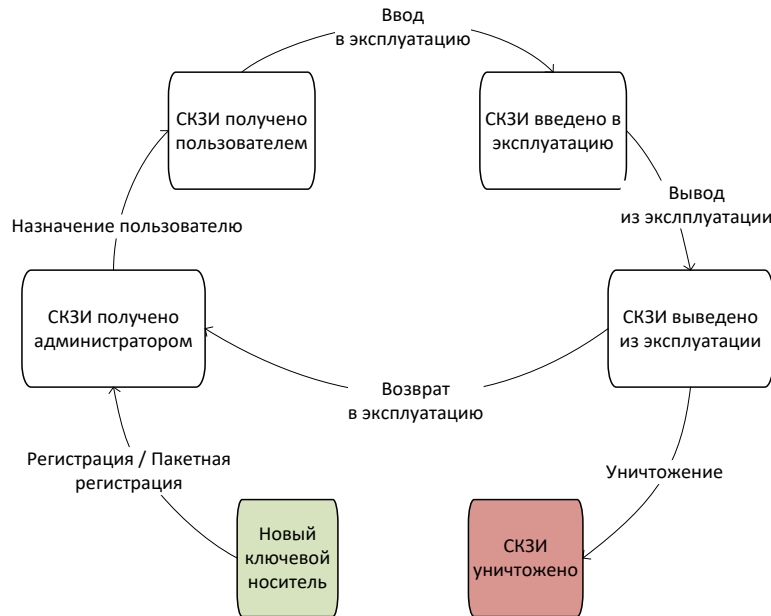 Ввод
в эксплуатацию
СКЗИ получено
пользователем
СКЗИ введено в
эксплуатацию
Назначение пользователю
Вывод
из экслплуатации
СКЗИ получено
администратором
СКЗИ выведено
из эксплуатации
Возврат
в эксплуатацию
Регистрация / Пакетная
регистрация
Уничтожение
Новый
ключевой
носитель
СКЗИ
уничтожено